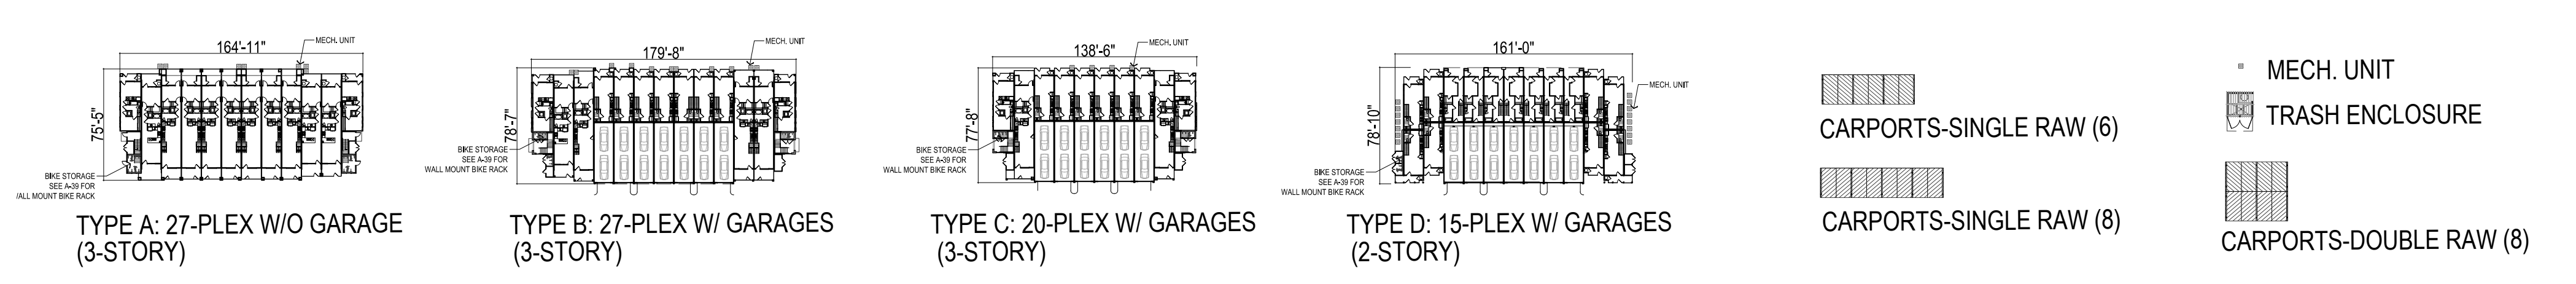 164'-11"
MECH. UNIT
75'-5"
BIKE STORAGE
SEE A-39 FOR
/ALL MOUNT BIKE RACK
TYPE A: 27-PLEX W/O GARAGE
(3-STORY)
179'-8"
MECH. UNIT
78'-7"
BIKE STORAGE
SEE A-39 FOR
WALL MOUNT BIKE RACK
TYPE B: 27-PLEX W/ GARAGES
(3-STORY)
138'-6"
MECH. UNIT
77'-8"
BIKE STORAGE
SEE A-39 FOR
WALL MOUNT BIKE RACK
TYPE C: 20-PLEX W/ GARAGES
(3-STORY)
161'-0"
MECH. UNIT
78'-10"
BIKE STORAGE
SEE A-39 FOR
WALL MOUNT BIKE RACK
TYPE D: 15-PLEX W/ GARAGES
(2-STORY)
CARPORTS-SINGLE RAW (6)
CARPORTS-SINGLE RAW (8)
MECH. UNIT
TRASH ENCLOSURE
CARPORTS-DOUBLE RAW (8)